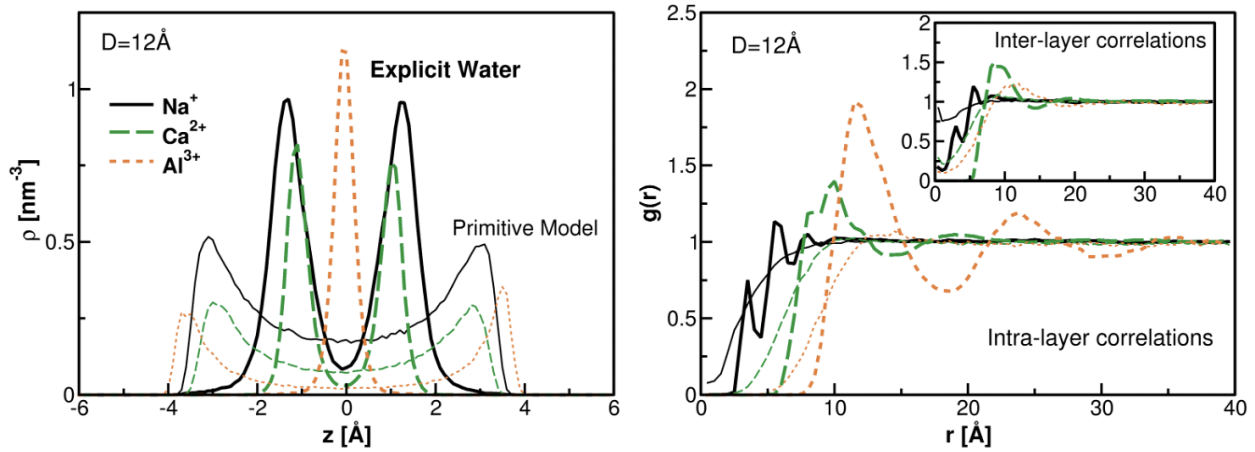 D=12Å
Explicit Water
Na+
Ca2+
Al3+
Primitive Model
ρ [nm-3]
1
0.5
0
-6 -4 -2 0 2 4 6
z [Å]
D=12Å
Inter-layer correlations
2
1.5
1
0.5
0
0 10 20 30 40
Intra-layer correlations
g(r)
2.5
2
1.5
1
0.5
0
0 10 20 30 40
r [Å]